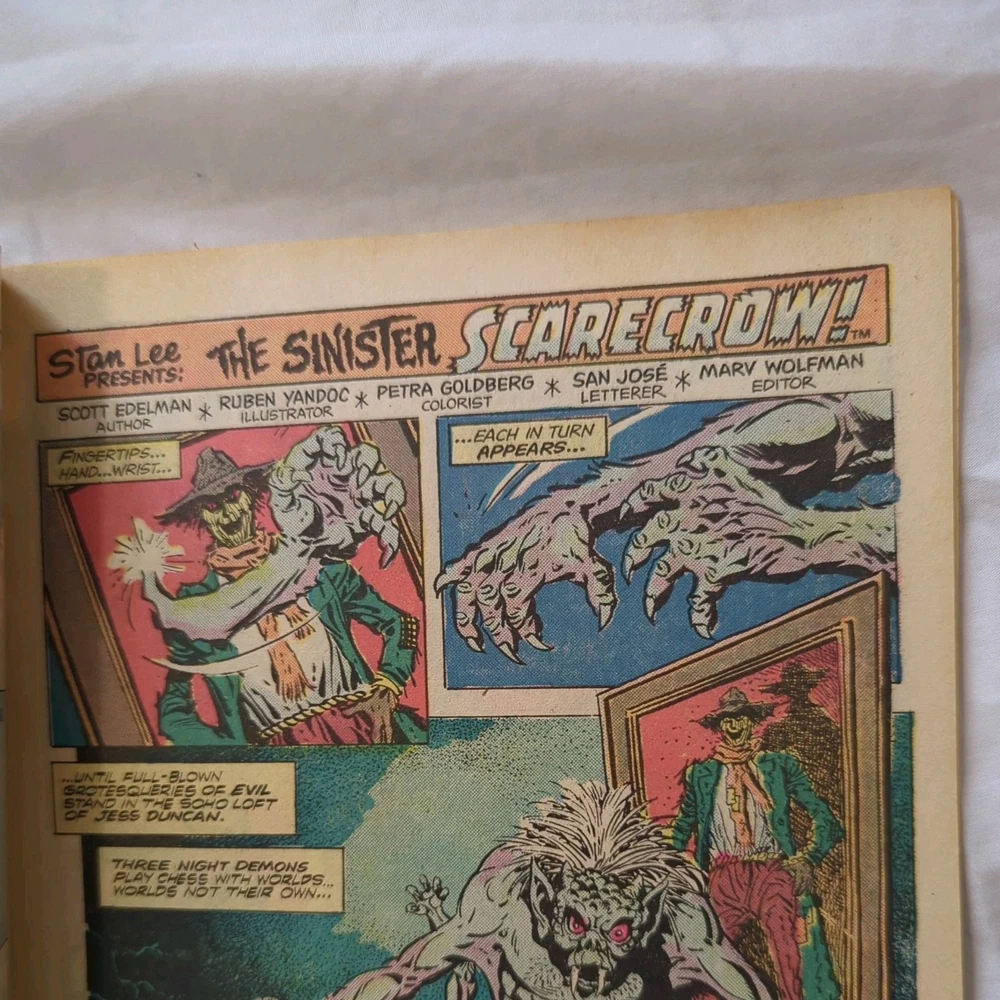 Stan Lee PRESENTS: THE SINISTER SCARECROW!™
SCOTT EDELMAN * RUBEN YANDOC * PETRA GOLDBERG * SAN JOSÉ * MARV WOLFMAN
AUTHOR ILLUSTRATOR COLORIST LETTERER EDITOR
FINGERTIPS...
HAND...WRIST...
...EACH IN TURN
APPEARS...
...UNTIL FULL-BLOWN
GROTESQUERIES OF EVIL
STAND IN THE SOHO LOFT
OF JESS DUNCAN.
THREE NIGHT DEMONS
PLAY CHESS WITH WORLDS...
WORLDS NOT THEIR OWN...